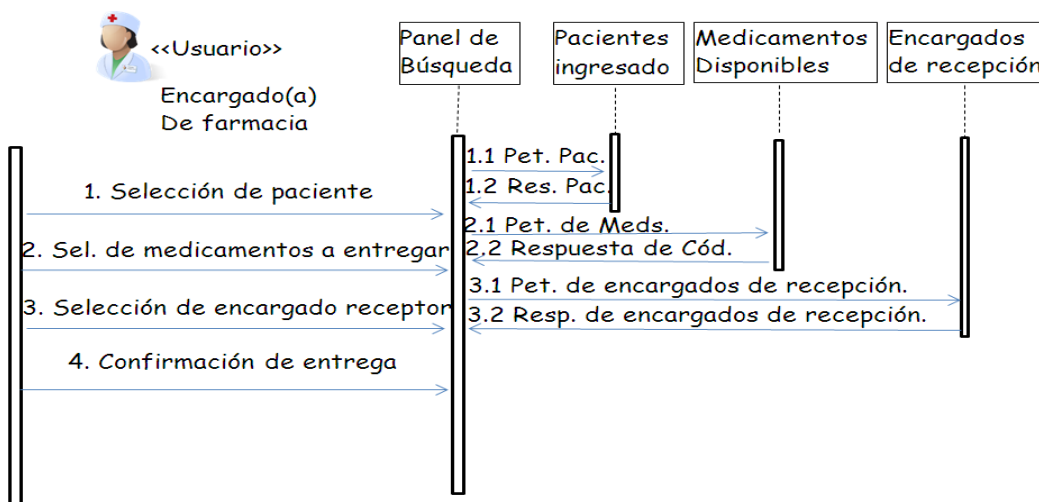 <<Usuario>>
Encargado(a)
De farmacia
Panel de
Búsqueda
Pacientes
ingresado
Medicamentos
Disponibles
Encargados
de recepción
1.1 Pet. Pac.
1. Selección de paciente
1.2 Res. Pac.
2.1 Pet. de Meds.
2. Sel. de medicamentos a entregar
2.2 Respuesta de Cód.
3.1 Pet. de encargados de recepción.
3. Selección de encargado receptor
3.2 Resp. de encargados de recepción.
4. Confirmación de entrega